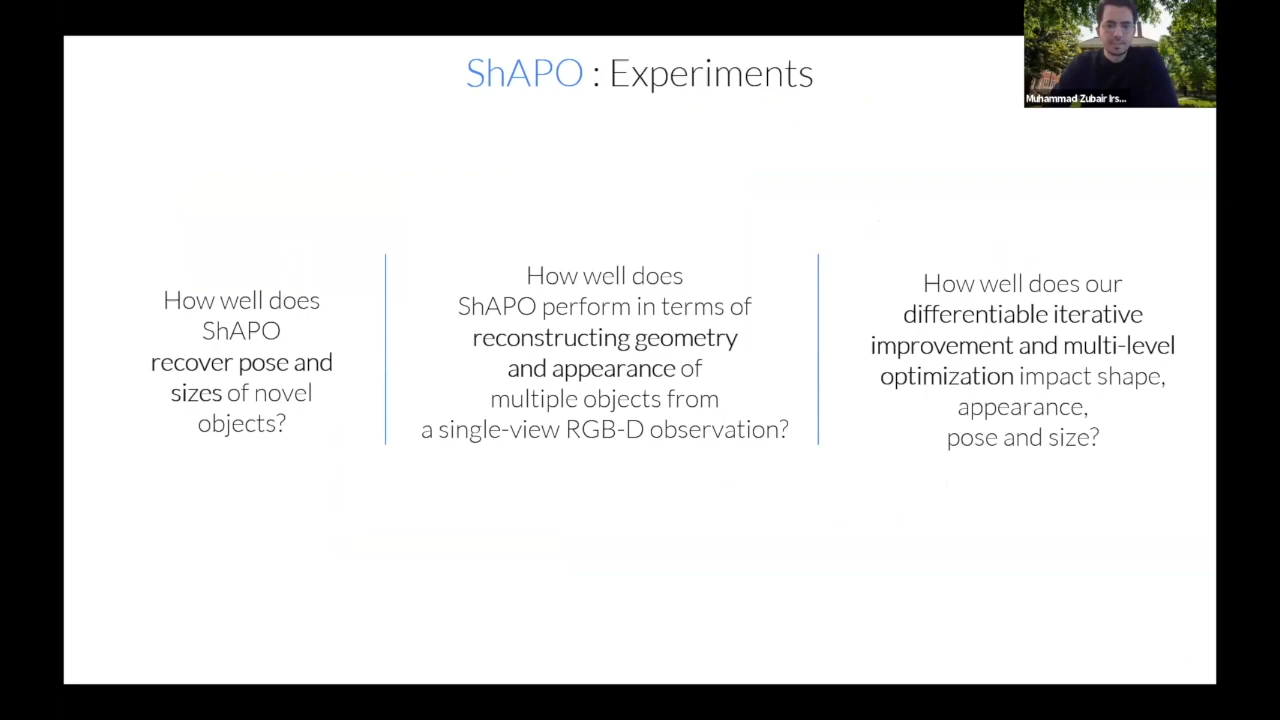 ShAPO : Experiments
Muhammad Zubair Irs...
How well does
ShAPO
recover pose and
sizes of novel
objects?
How well does
ShAPO perform in terms of
reconstructing geometry
and appearance of
multiple objects from
a single-view RGB-D observation?
How well does our
differentiable iterative
improvement and multi-level
optimization impact shape,
appearance,
pose and size?